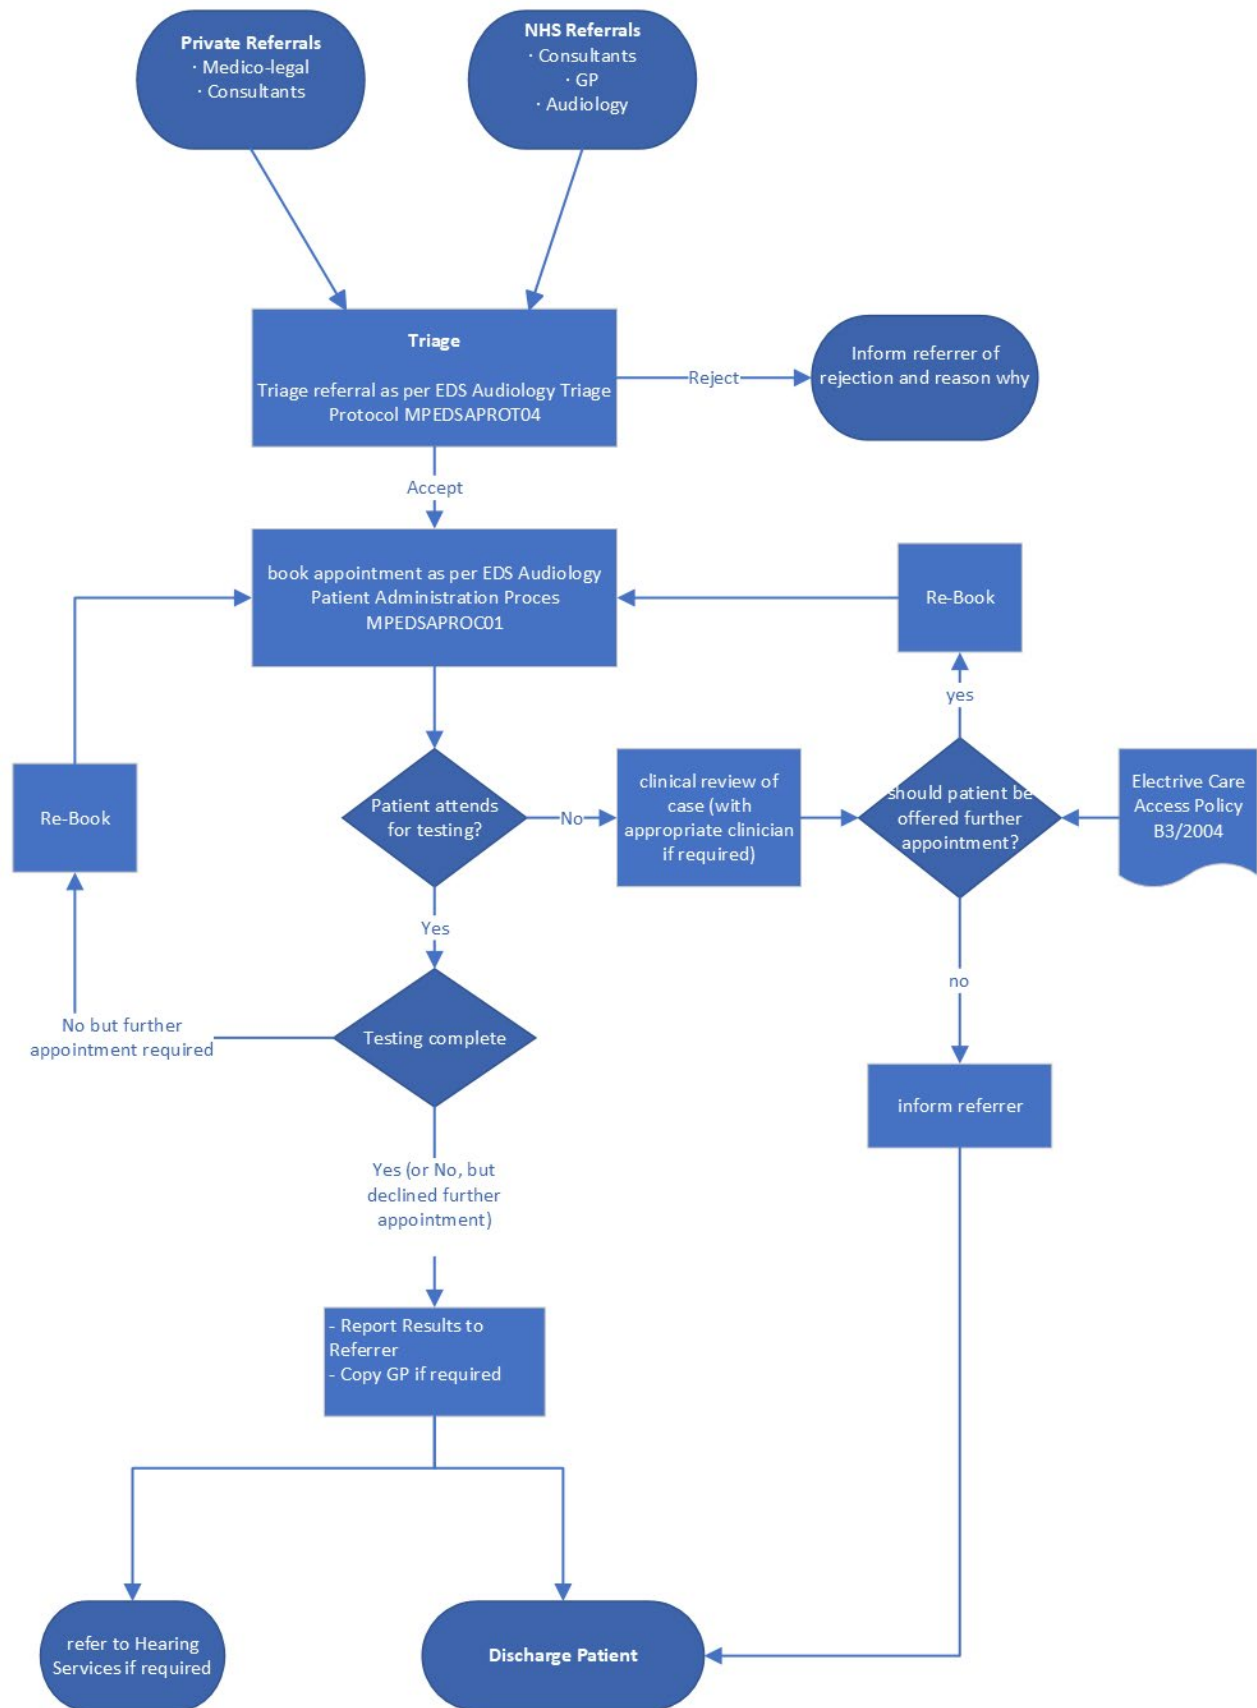 Private Referrals
· Medico-legal
· Consultants
NHS Referrals
· Consultants
· GP
· Audiology
Triage
Triage referral as per EDS Audiology Triage
Protocol MPEDSAPROT04
Reject
Inform referrer of
rejection and reason why
Accept
book appointment as per EDS Audiology
Patient Administration Proces
MPEDSAPROC01
Re-Book
yes
Re-Book
Patient attends
for testing?
No
clinical review of
case (with
appropriate clinician
if required)
should patient be
offered further
appointment?
Electrive Care
Access Policy
B3/2004
Yes
no
No but further
appointment required
Testing complete
inform referrer
Yes (or No, but
declined further
appointment)
- Report Results to
Referrer
- Copy GP if required
refer to Hearing
Services if required
Discharge Patient